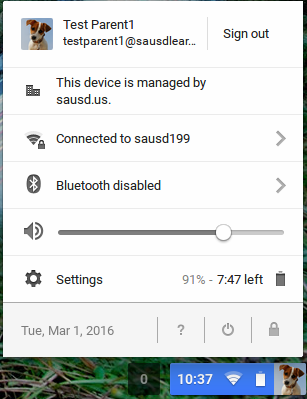 Test Parent1
testparent1@sausdlear...
Sign out
This device is managed by
sausd.us.
Connected to sausd199
Bluetooth disabled
Settings
91% - 7:47 left
Tue, Mar 1, 2016
?
0
10:37